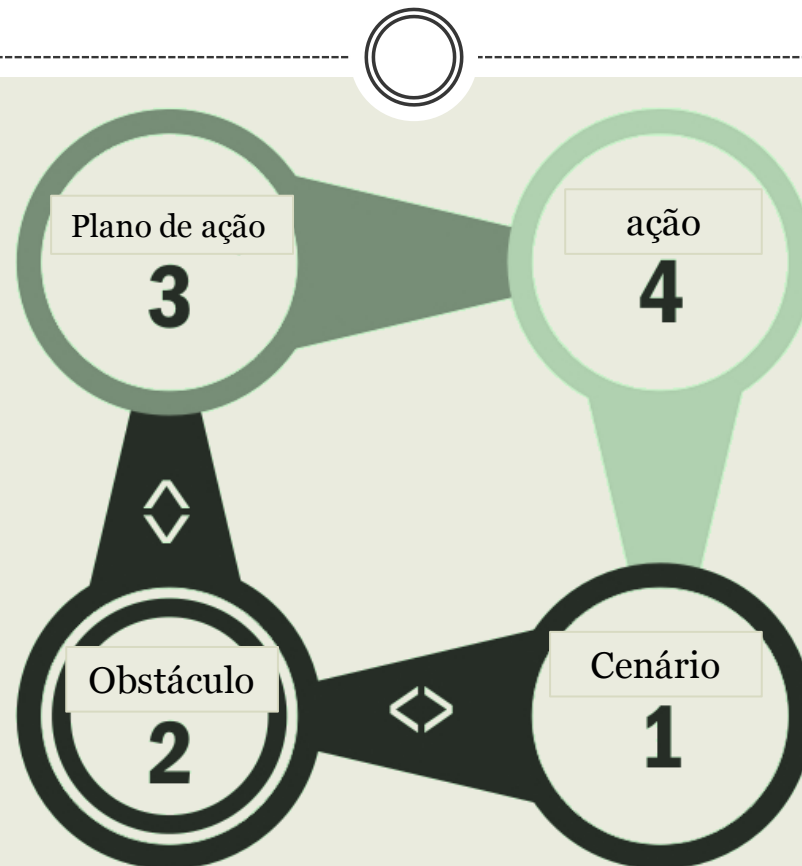 Plano de ação
3
ação
4
Obstáculo
2
Cenário
1